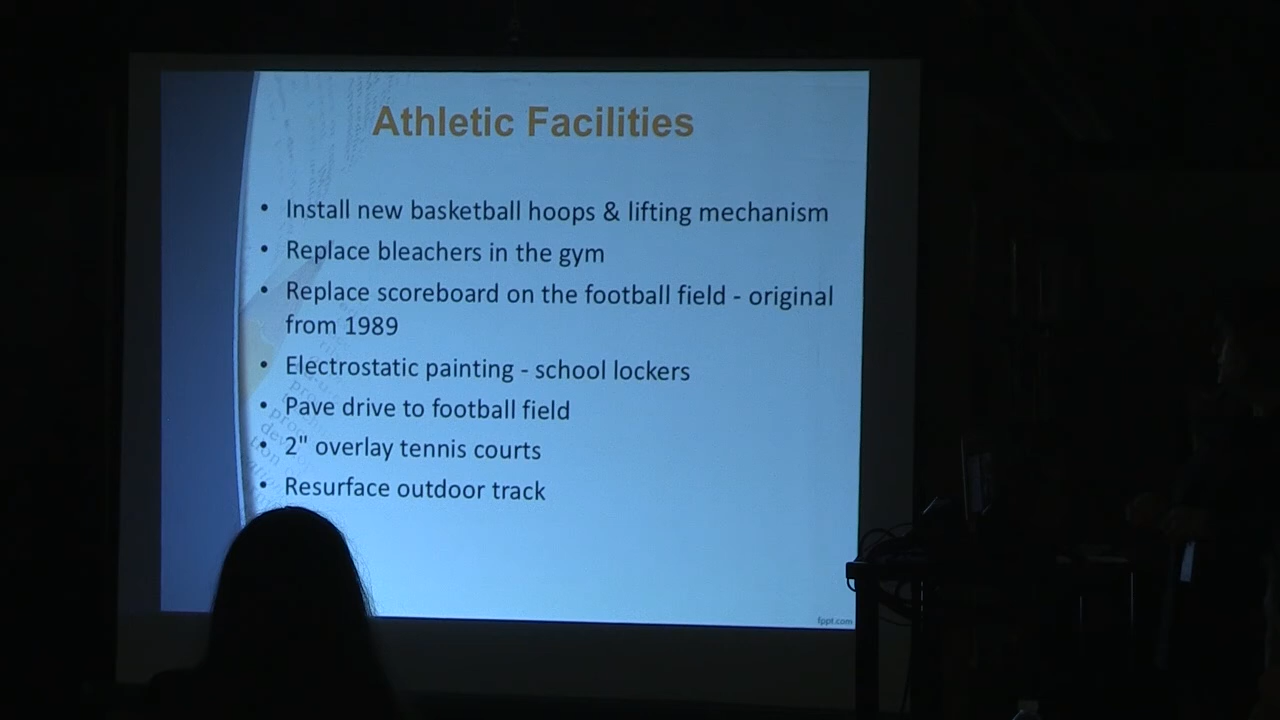 Athletic Facilities
• Install new basketball hoops & lifting mechanism
• Replace bleachers in the gym
• Replace scoreboard on the football field - original
from 1989
• Electrostatic painting - school lockers
• Pave drive to football field
• 2" overlay tennis courts
• Resurface outdoor track
fppt.com